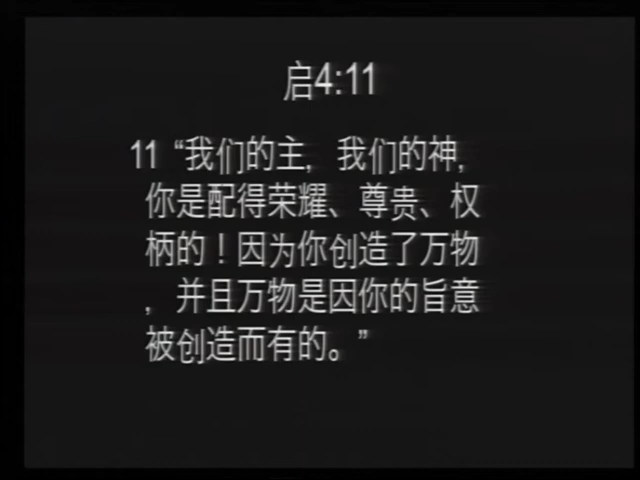 启4:11
11 “我们的主, 我们的神,
你是配得荣耀、尊贵、权
柄的！因为你创造了万物
, 并且万物是因你的旨意
被创造而有的。”